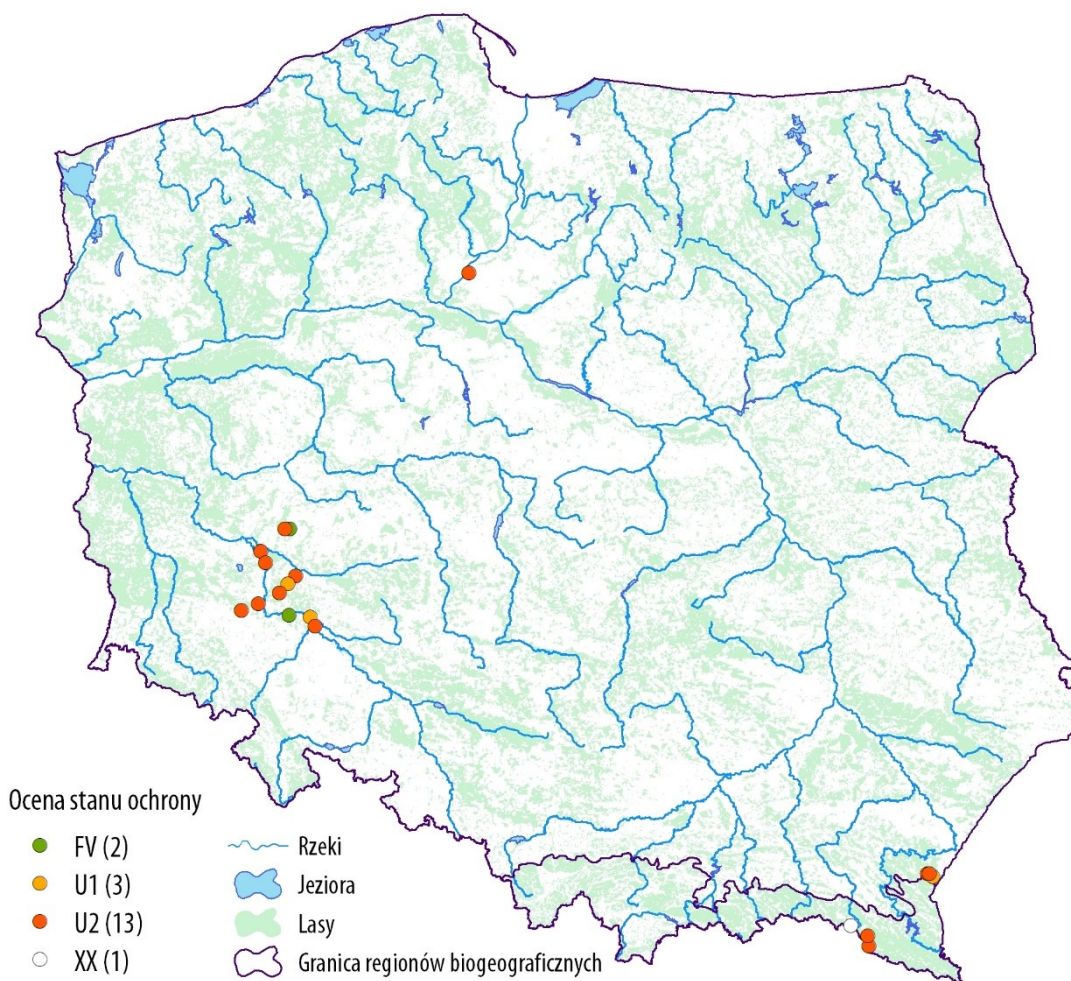 Ocena stanu ochrony
FV (2)
U1 (3)
U2 (13)
XX (1)
Rzeki
Jeziora
Lasy
Granica regionów biogeograficznych